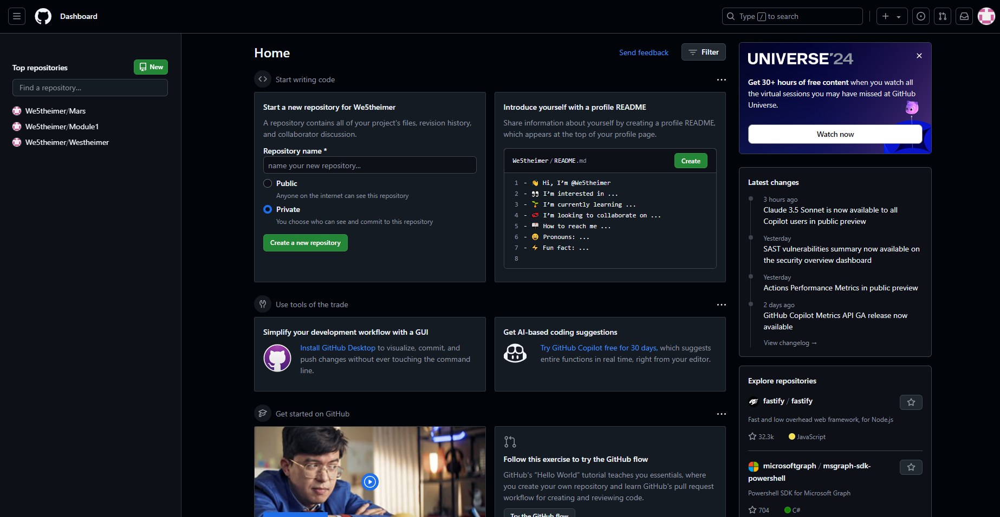 Dashboard
Type / to search
Top repositories
New
Find a repository...
We5theimer/Mars
We5theimer/Module1
We5theimer/Westheimer
Home
Send feedback
Filter
Start writing code
Start a new repository for We5theimer
A repository contains all of your project's files, revision history,
and collaborator discussion.
Repository name *
name your new repository...
Public
Anyone on the internet can see this repository
Private
You choose who can see and commit to this repository
Create a new repository
Introduce yourself with a profile README
Share information about yourself by creating a profile README,
which appears at the top of your profile page.
We5theimer / README.md
Create
1 - 👋 Hi, I’m @We5theimer
2 - 👀 I’m interested in ...
3 - 🌱 I’m currently learning ...
4 - 💞️ I’m looking to collaborate on ...
5 - 📫 How to reach me ...
6 - 😄 Pronouns: ...
7 - ⚡ Fun fact: ...
8
Use tools of the trade
Simplify your development workflow with a GUI
Install GitHub Desktop to visualize, commit, and
push changes without ever touching the command
line.
Get AI-based coding suggestions
Try GitHub Copilot free for 30 days, which suggests
entire functions in real time, right from your editor.
Get started on GitHub
Follow this exercise to try the GitHub flow
GitHub's “Hello World” tutorial teaches you essentials, where
you create your own repository and learn GitHub's pull request
workflow for creating and reviewing code.
Try the GitHub flow
UNIVERSE'24
Get 30+ hours of free content when you watch all
the virtual sessions you may have missed at GitHub
Universe.
Watch now
Latest changes
3 hours ago
Claude 3.5 Sonnet is now available to all
Copilot users in public preview
Yesterday
SAST vulnerabilities summary now available on
the security overview dashboard
Yesterday
Actions Performance Metrics in public preview
2 days ago
GitHub Copilot Metrics API GA release now
available
View changelog →
Explore repositories
fastify / fastify
Fast and low overhead web framework, for Node.js
32.3k JavaScript
microsoftgraph / msgraph-sdk-
powershell
Powershell SDK for Microsoft Graph
704 C#